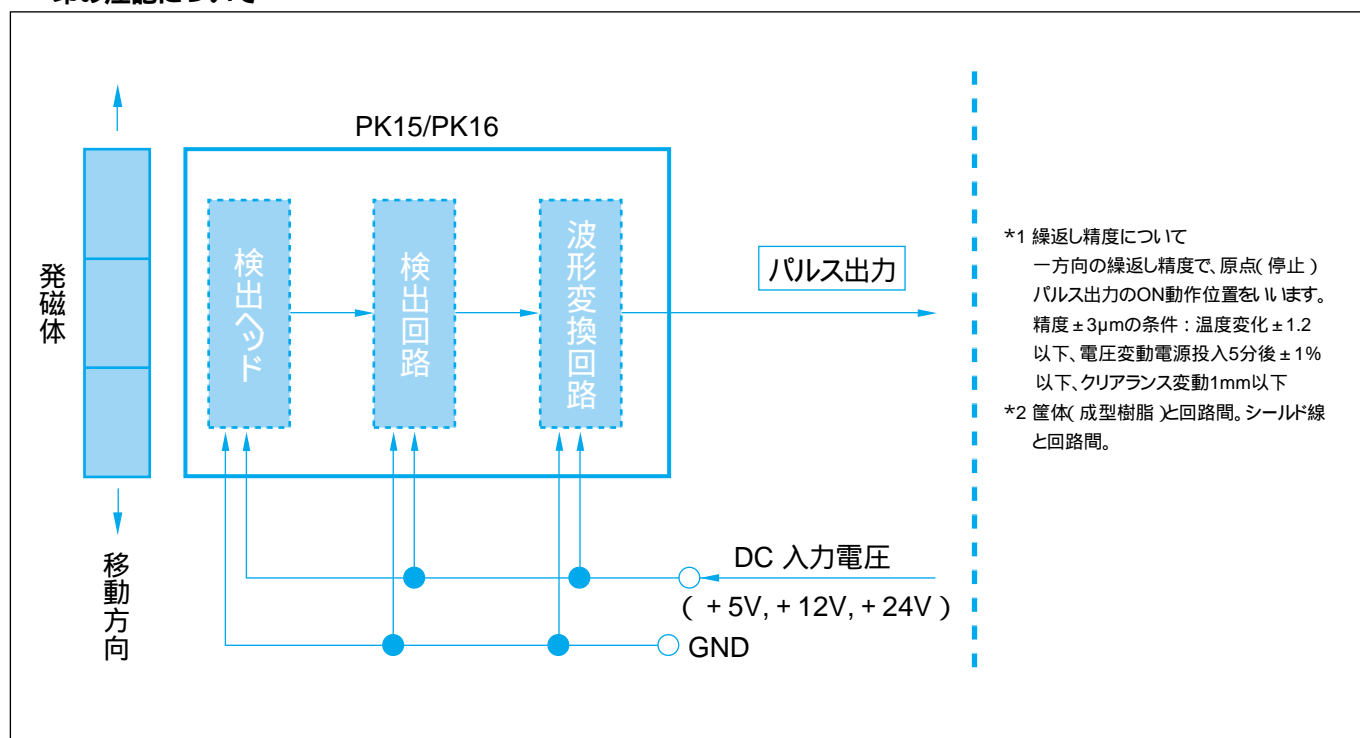 PK15/PK16
発磁体
検出ヘッド
検出回路
波形変換回路
パルス出力
移動方向
DC 入力電圧
( +5V, +12V, +24V )
GND
*1 繰返し精度について
一方向の繰返し精度で、原点(停止)
パルス出力のON動作位置をいいます。
精度±3μmの条件:温度変化±1.2
以下、電圧変動電源投入5分後±1%
以下、クリアランス変動1mm以下
*2 筐体(成型樹脂)と回路間。シールド線
と回路間。